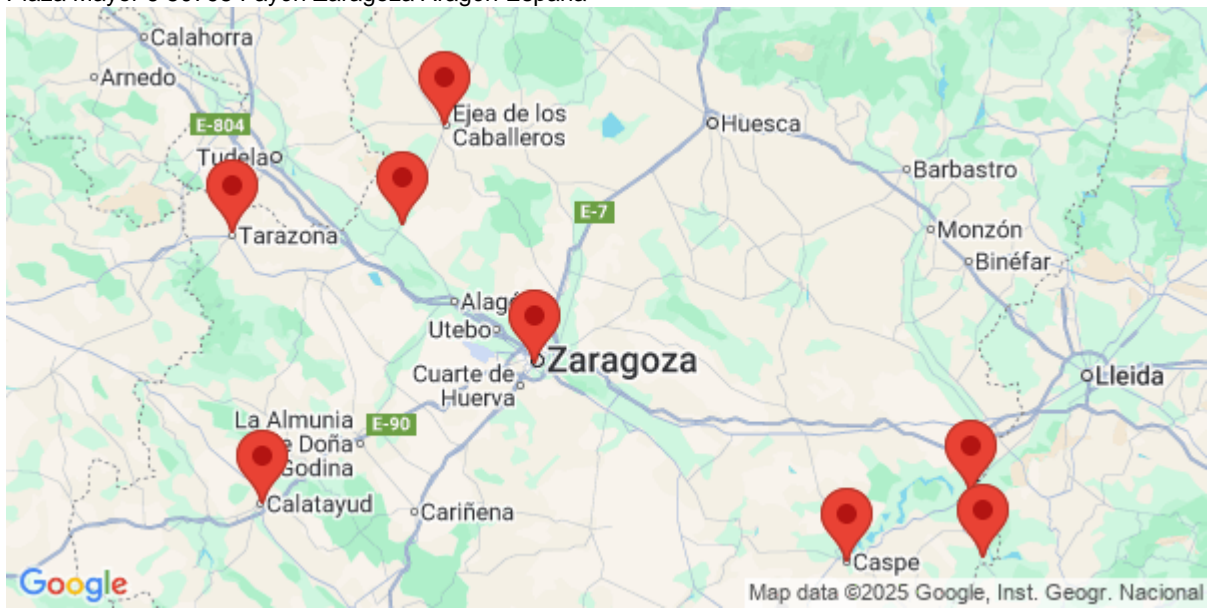 Calahorra
Arnedo
Ejea de los
Caballeros
E-804
Huesca
Tudela
Barbastro
E-7
Monzón
Tarazona
Binéfar
Utebo
Zaragoza
Cuarte de
Huerva
Lleida
La Almunia
E-90
Doña
Godina
Calatayud
Cariñena
Caspe
Google
Map data ©2025 Google, Inst. Geogr. Nacional